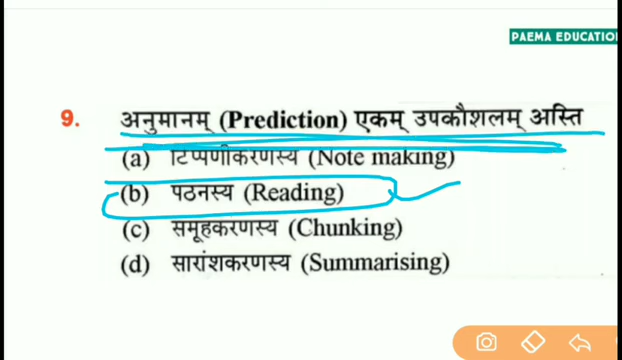 PAEMA EDUCATIO
9. अनुमानम् (Prediction) एकम् उपकौशलम् अस्ति
(a) टिप्पणीकरणस्य (Note making)
(b) पठनस्य (Reading)
(c) समूहकरणस्य (Chunking)
(d) सारांशकरणस्य (Summarising)